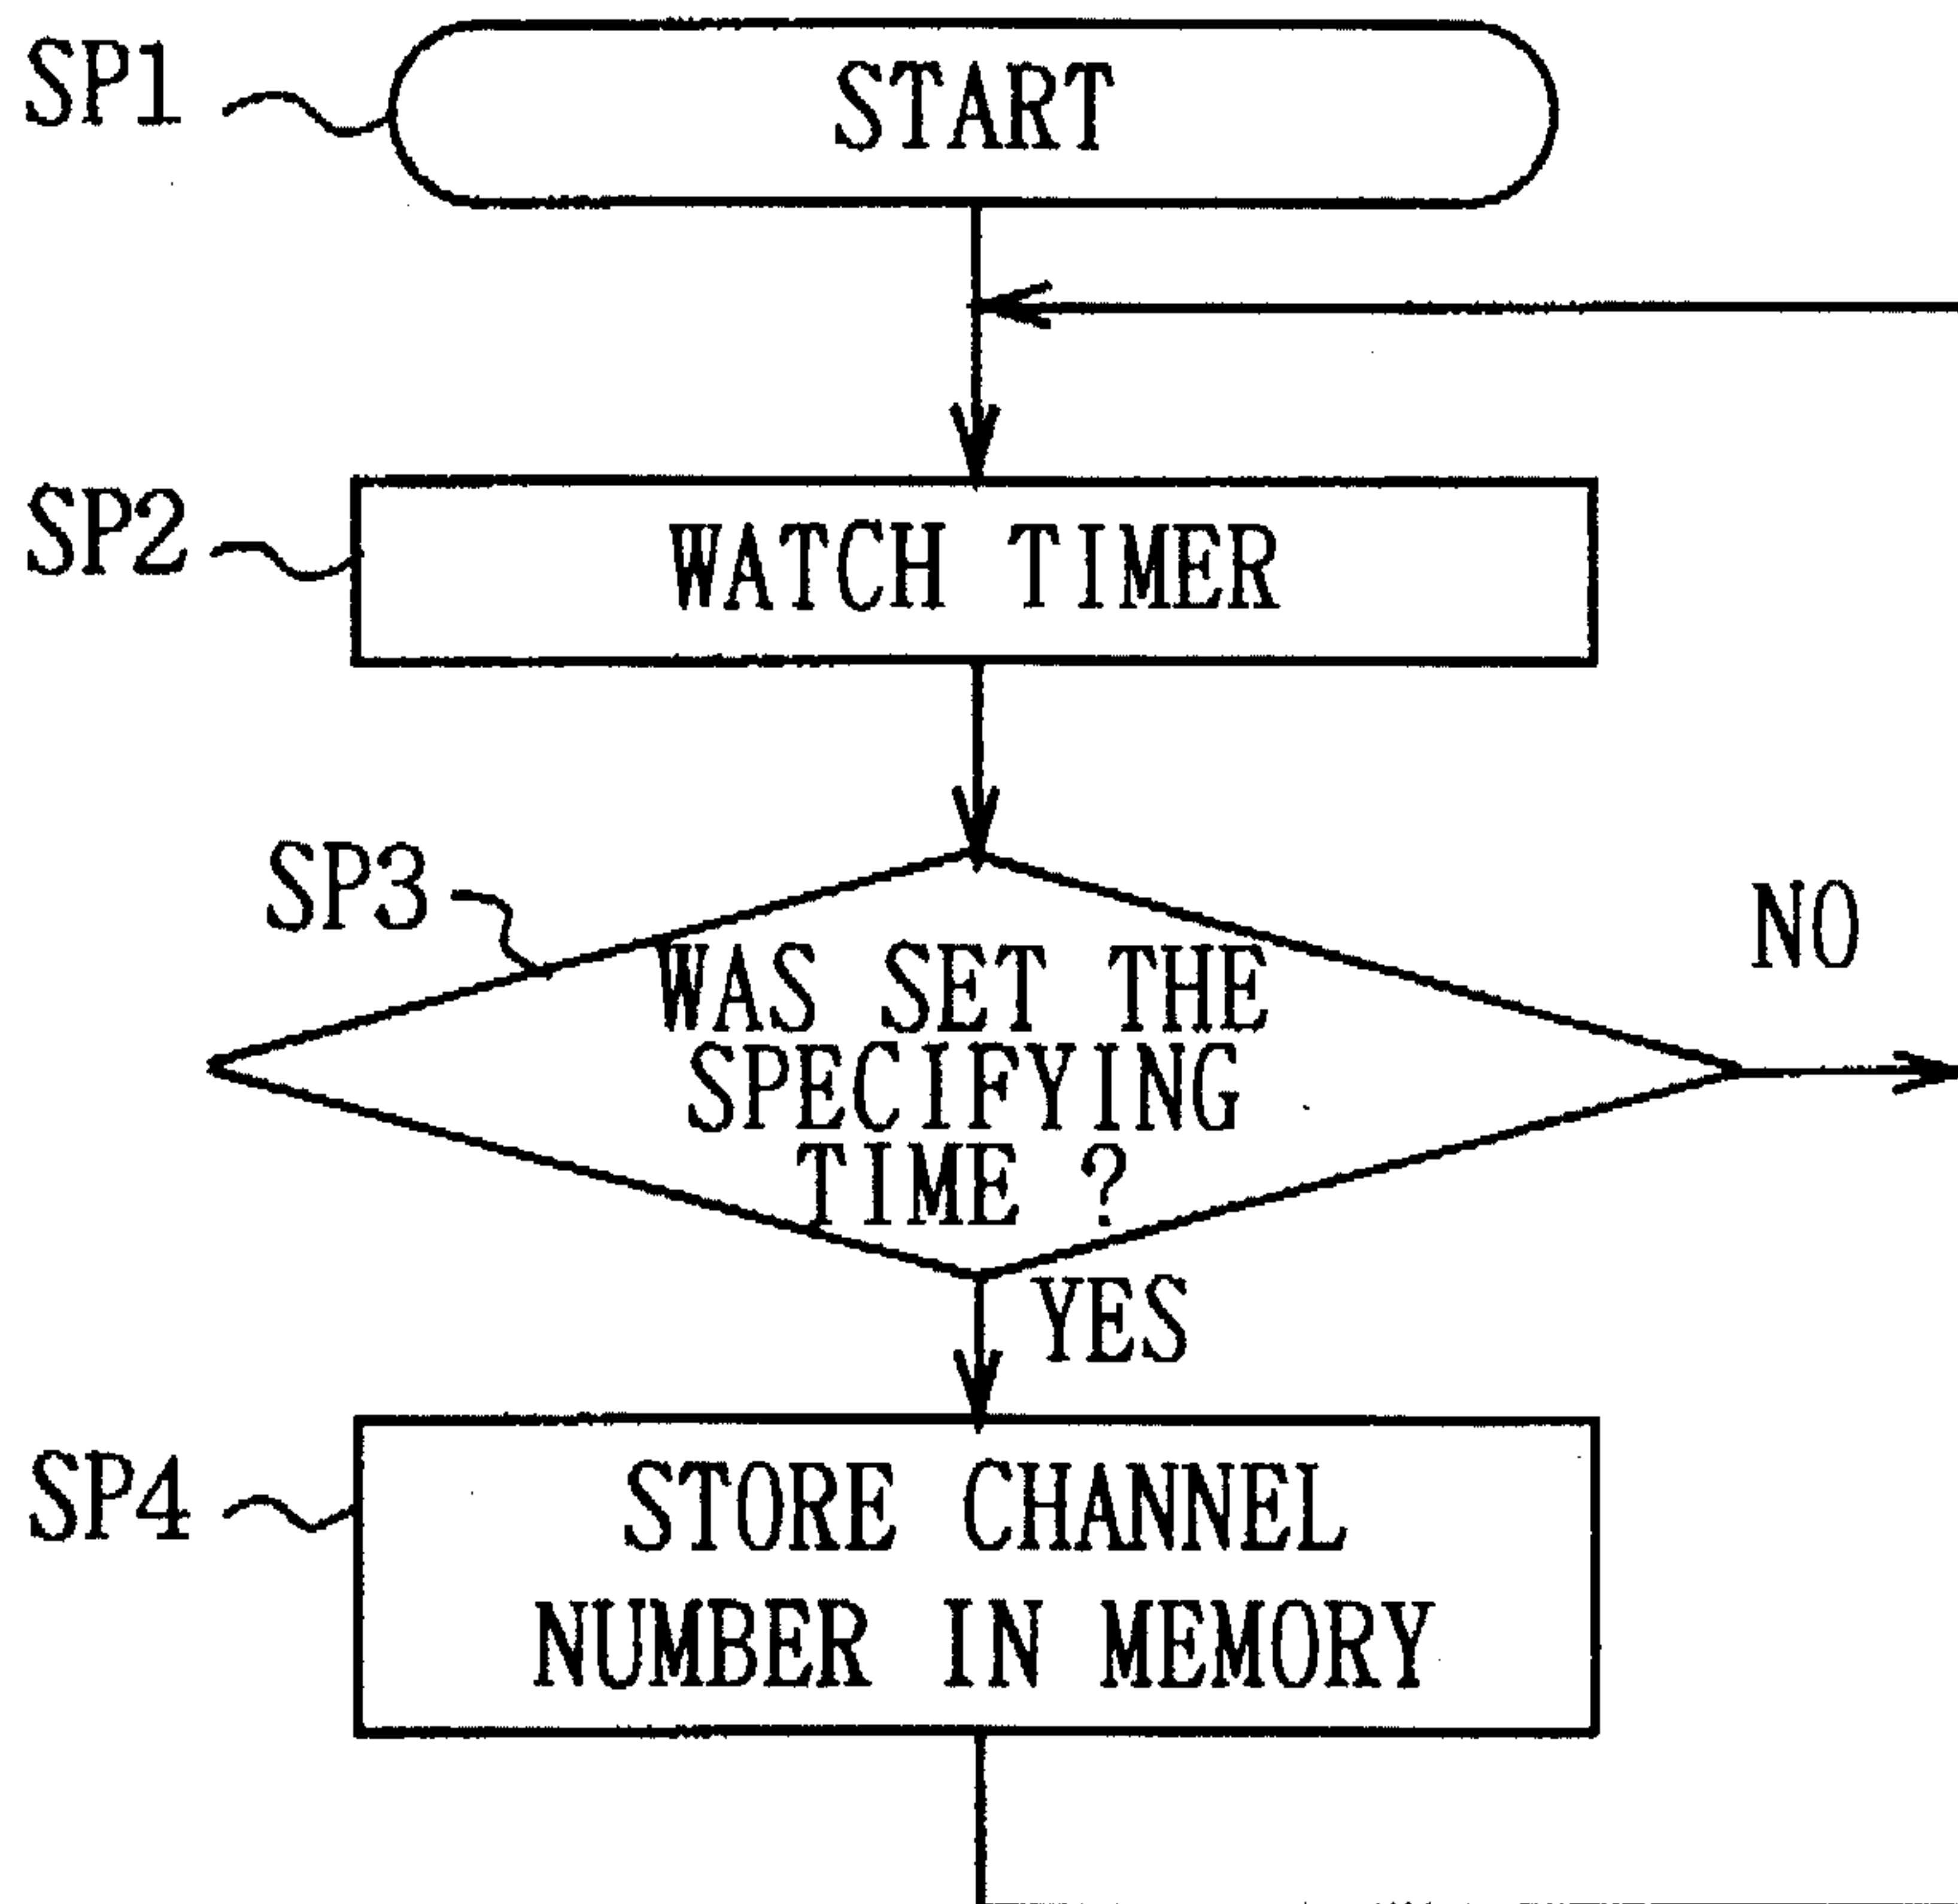 SP1
START
SP2
WATCH TIMER
SP3
NO
WAS SET THE
SPECIFYING
TIME ?
YES
SP4
STORE CHANNEL
NUMBER IN MEMORY